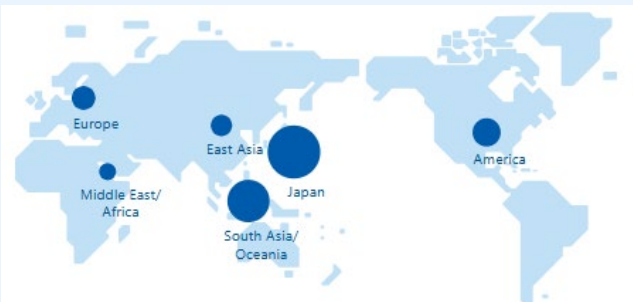 Europe
East Asia
America
Middle East/
Africa
Japan
South Asia/
Oceania